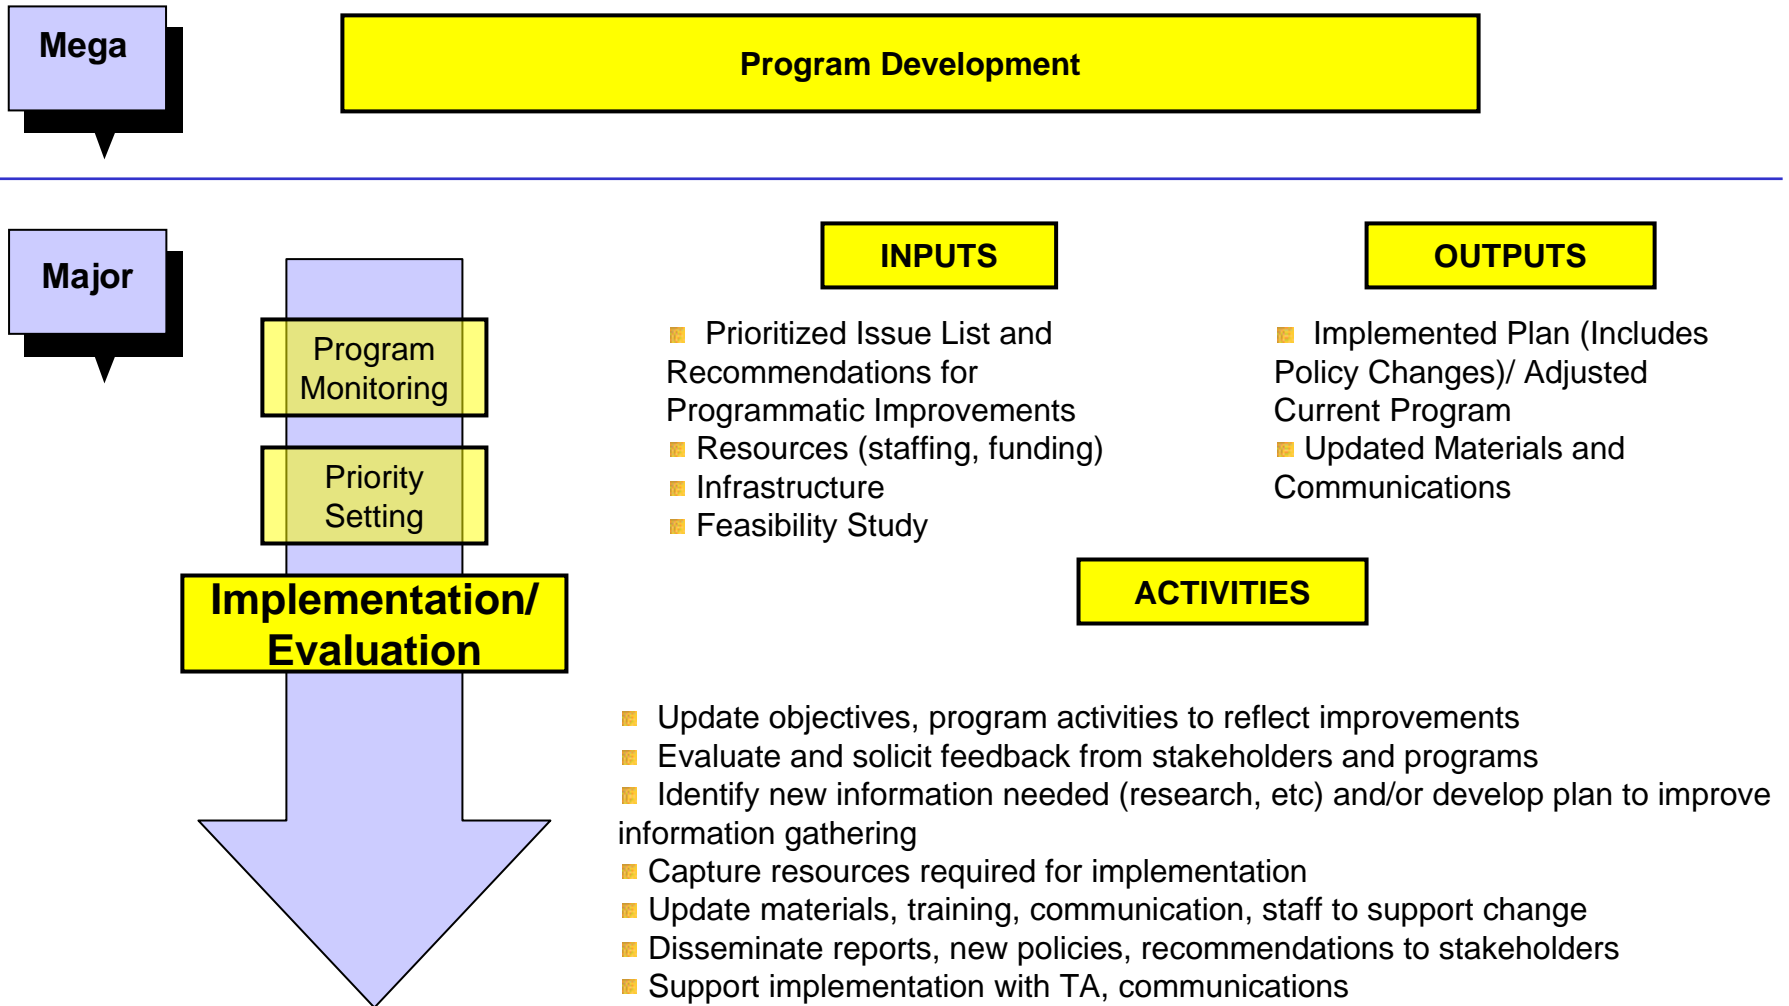 Mega
Program Development
Major
Program
Monitoring
Priority
Setting
Implementation/
Evaluation
INPUTS
Prioritized Issue List and
Recommendations for
Programmatic Improvements
Resources (staffing, funding)
Infrastructure
Feasibility Study
OUTPUTS
Implemented Plan (Includes
Policy Changes)/ Adjusted
Current Program
Updated Materials and
Communications
ACTIVITIES
Update objectives, program activities to reflect improvements
Evaluate and solicit feedback from stakeholders and programs
Identify new information needed (research, etc) and/or develop plan to improve
information gathering
Capture resources required for implementation
Update materials, training, communication, staff to support change
Disseminate reports, new policies, recommendations to stakeholders
Support implementation with TA, communications